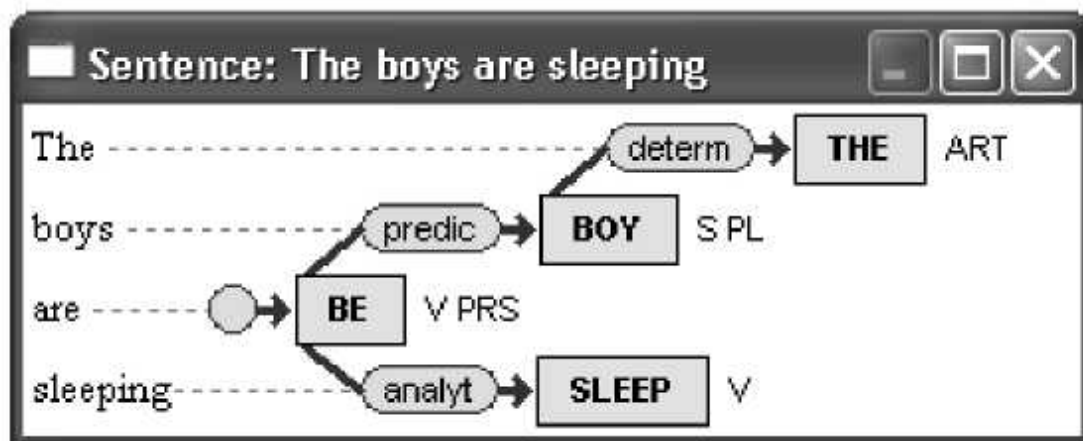 Sentence: The boys are sleeping
The determ THE ART
boys predic BOY S PL
are BE V PRS
sleeping analyt SLEEP V